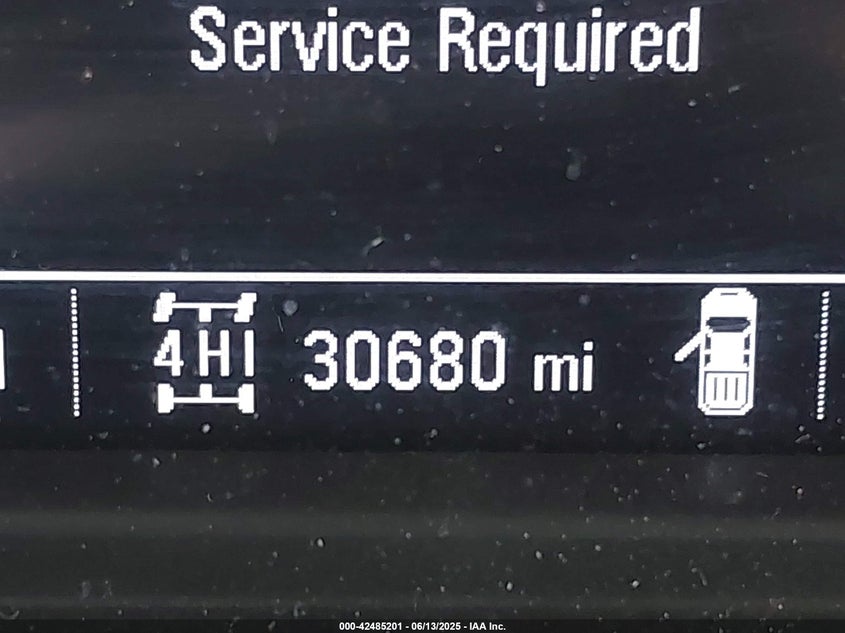 Service Required
4HI 30680 mi
000-42485201 - 06/13/2025 - IAA Inc.